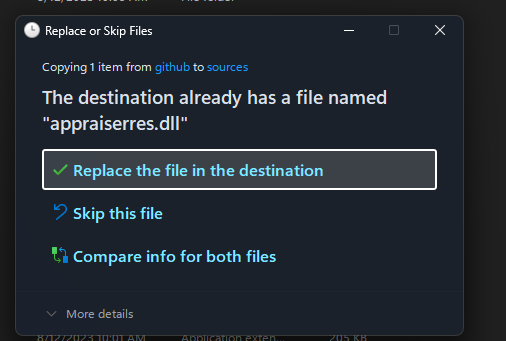 Replace or Skip Files
Copying 1 item from github to sources
The destination already has a file named
"appraiserres.dll"
Replace the file in the destination
Skip this file
Compare info for both files
More details
8/12/2023 10:01 AM Application exten... 205 KB